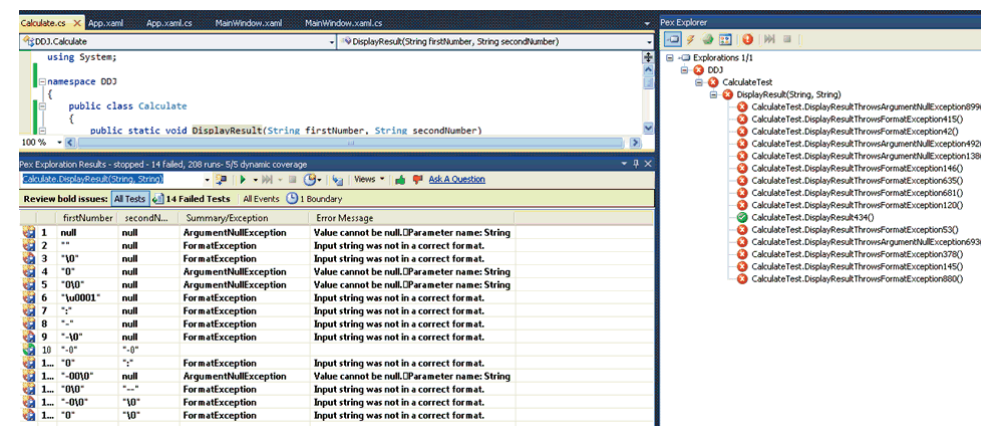 Calculate.cs X App.xaml App.xaml.cs MainWindow.xaml MainWindow.xaml.cs
DDJ.Calculate DisplayResult(String firstNumber, String secondNumber)
using System;
namespace DDJ
{
public class Calculate
{
public static void DisplayResult(String firstNumber, String secondNumber)
100 %
Pex Exploration Results - stopped - 14 failed, 208 runs- 5/5 dynamic coverage
Calculate.DisplayResult(String, String) Views Ask A Question
Review bold issues: All Tests 14 Failed Tests All Events 1 Boundary
firstNumber secondN... Summary/Exception Error Message
1 null null ArgumentNullException Value cannot be null.□Parameter name: String
2 "" null FormatException Input string was not in a correct format.
3 "\0" null FormatException Input string was not in a correct format.
4 "0" null ArgumentNullException Value cannot be null.□Parameter name: String
5 "0\0" null ArgumentNullException Value cannot be null.□Parameter name: String
6 "\u0001" null FormatException Input string was not in a correct format.
7 ":" null FormatException Input string was not in a correct format.
8 "-" null FormatException Input string was not in a correct format.
9 "-\0" null FormatException Input string was not in a correct format.
10 "-0" "-0"
1... "0" ":" FormatException Input string was not in a correct format.
1... "-00\0" null ArgumentNullException Value cannot be null.□Parameter name: String
1... "0\0" "--" FormatException Input string was not in a correct format.
1... "-0\0" "\0" FormatException Input string was not in a correct format.
1... "0" "\0" FormatException Input string was not in a correct format.
Pex Explorer
Explorations 1/1
DDJ
CalculateTest
DisplayResult(String, String)
CalculateTest.DisplayResultThrowsArgumentNullException899(
CalculateTest.DisplayResultThrowsFormatException415()
CalculateTest.DisplayResultThrowsFormatException42()
CalculateTest.DisplayResultThrowsArgumentNullException492(
CalculateTest.DisplayResultThrowsArgumentNullException138(
CalculateTest.DisplayResultThrowsFormatException146()
CalculateTest.DisplayResultThrowsFormatException635()
CalculateTest.DisplayResultThrowsFormatException681()
CalculateTest.DisplayResultThrowsFormatException120()
CalculateTest.DisplayResult434()
CalculateTest.DisplayResultThrowsFormatException53()
CalculateTest.DisplayResultThrowsArgumentNullException693(
CalculateTest.DisplayResultThrowsFormatException378()
CalculateTest.DisplayResultThrowsFormatException145()
CalculateTest.DisplayResultThrowsFormatException880()